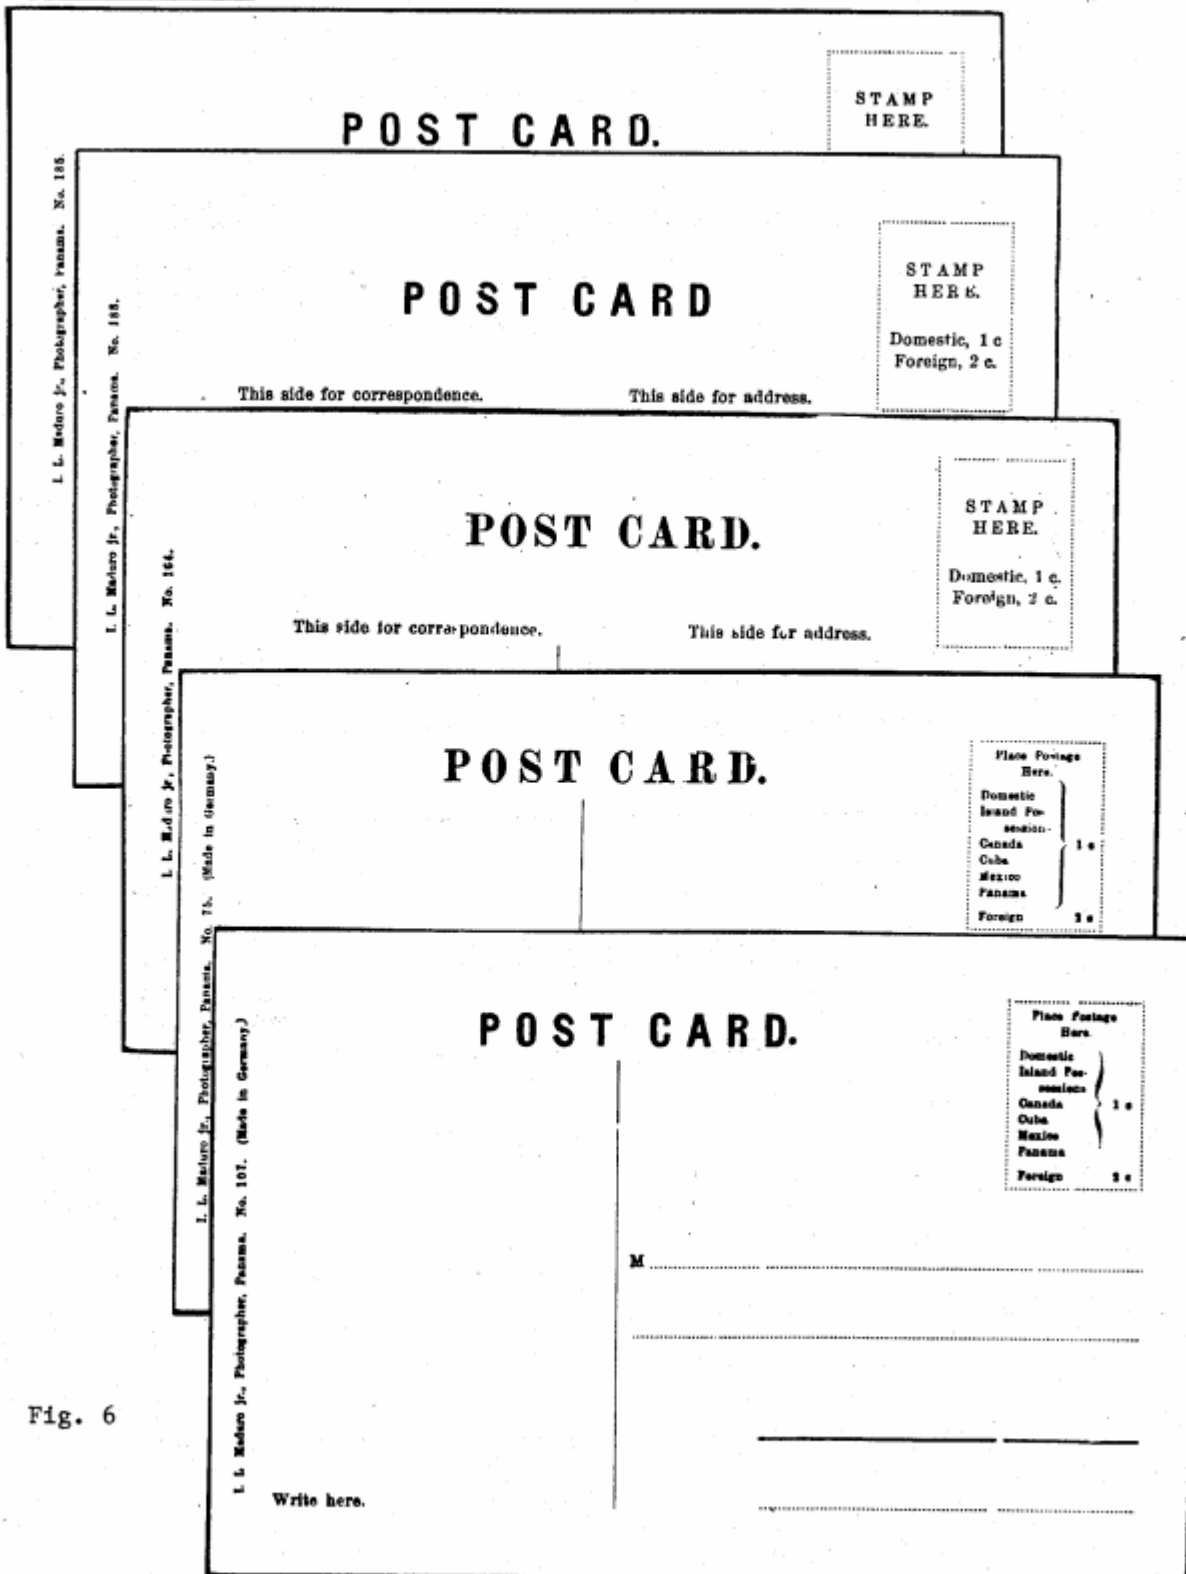 POST CARD.
STAMP
HERE.
I. L. Maduro jr., Photographer, Panama. No. 185.
POST CARD
STAMP
HERE.
Domestic, 1 c
Foreign, 2 c.
This side for correspondence.
This side for address.
I. L. Maduro jr., Photographer, Panama. No. 188.
POST CARD.
STAMP
HERE.
Domestic, 1 c.
Foreign, 2 c.
This side for correspondence.
This side for address.
I. L. Maduro jr., Photographer, Panama. No. 164.
POST CARD.
Place Postage
Here.
Domestic
Island Pos-
session-
Canada
Cuba
Mexico
Panama
1 c
Foreign 2 c
I. L. Maduro jr., Photographer, Panama. No. 75. (Made in Germany.)
POST CARD.
Place Postage
Here.
Domestic
Island Pos-
sessions
Canada
Cuba
Mexico
Panama
1 c
Foreign 2 c
I. L. Maduro jr., Photographer, Panama. No. 107. (Made in Germany.)
M
Write here.
Fig. 6